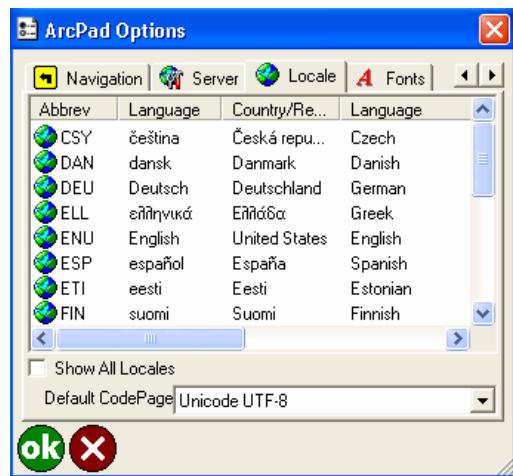 ArcPad Options
Navigation Server Locale Fonts
Abbrev Language Country/Re... Language
CSY čeština Česká repu... Czech
DAN dansk Danmark Danish
DEU Deutsch Deutschland German
ELL ελληνικά Ελλάδα Greek
ENU English United States English
ESP español España Spanish
ETI eesti Eesti Estonian
FIN suomi Suomi Finnish
Show All Locales
Default CodePage Unicode UTF-8
ok